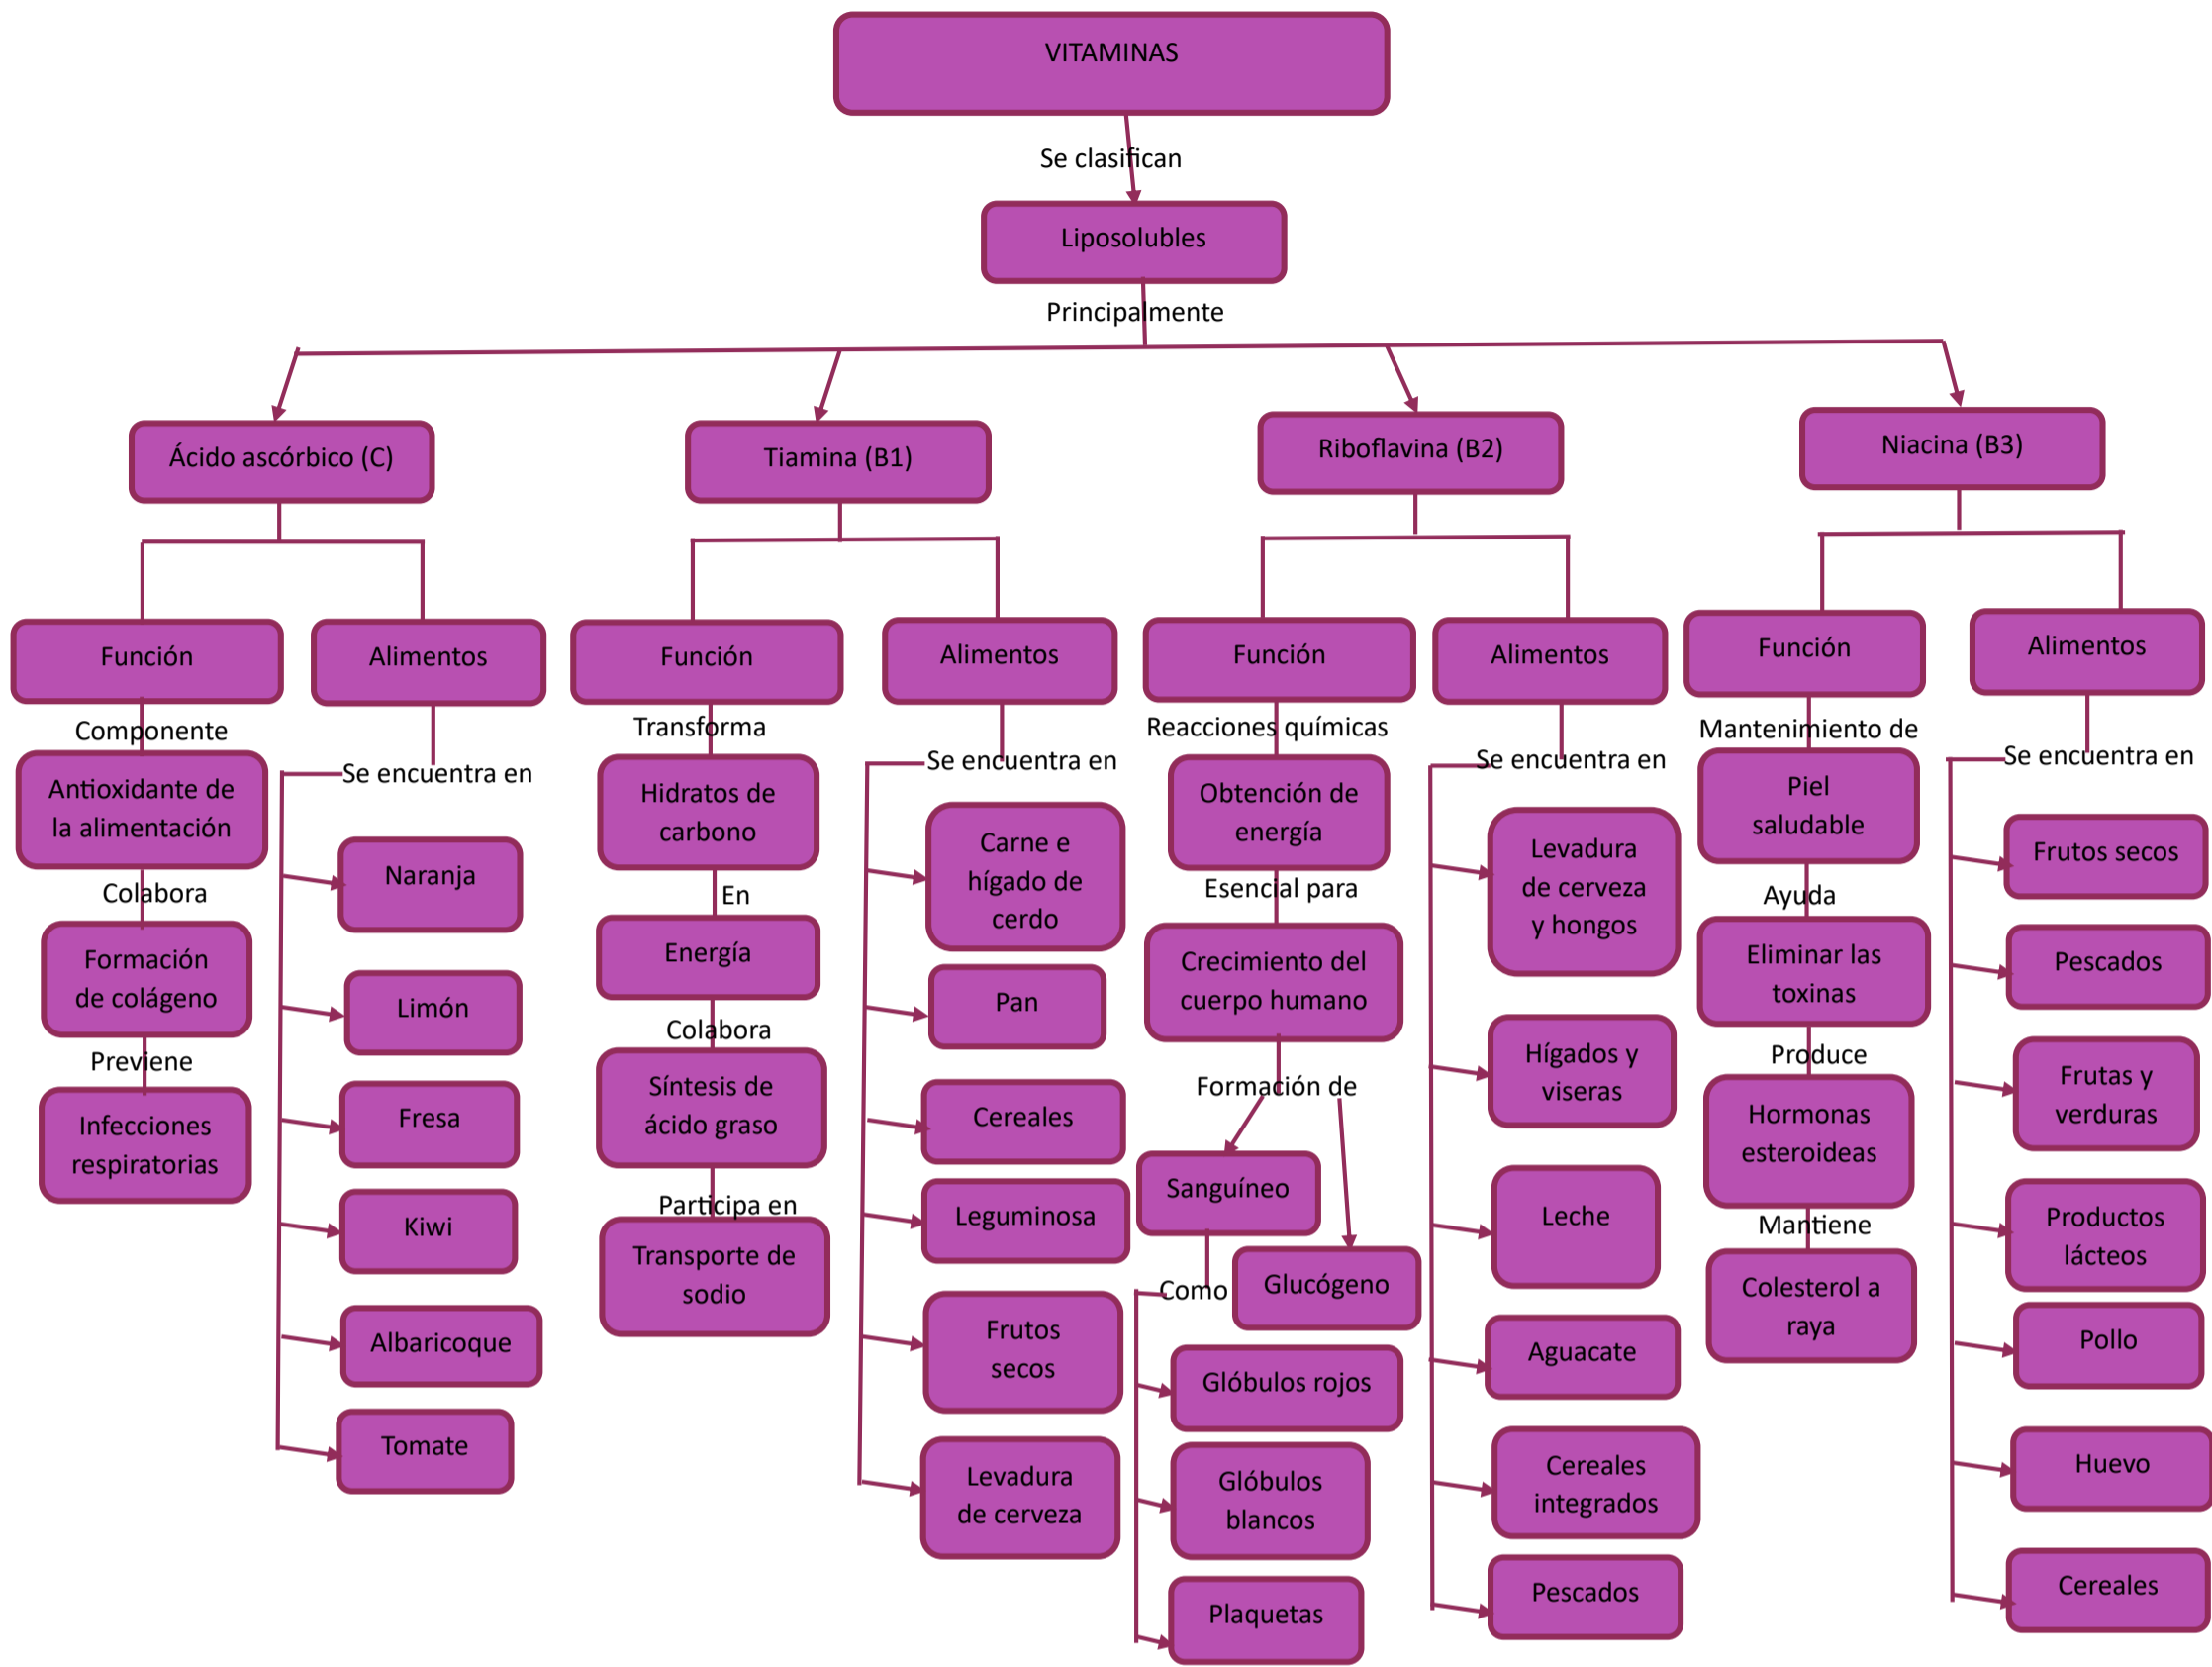 VITAMINAS
Se clasifican
Liposolubles
Principalmente
Ácido ascórbico (C)
Función
Componente
Antioxidante de
la alimentación
Colabora
Formación
de colágeno
Previene
Infecciones
respiratorias
Alimentos
Se encuentra en
Naranja
Limón
Fresa
Kiwi
Albaricoque
Tomate
Tiamina (B1)
Función
Transforma
Hidratos de
carbono
En
Energía
Colabora
Síntesis de
ácido graso
Participa en
Transporte de
sodio
Alimentos
Se encuentra en
Carne e
hígado de
cerdo
Pan
Cereales
Leguminosa
Frutos
secos
Levadura
de cerveza
Riboflavina (B2)
Función
Reacciones químicas
Obtención de
energía
Esencial para
Crecimiento del
cuerpo humano
Formación de
Sanguíneo
Glucógeno
Como
Glóbulos rojos
Glóbulos
blancos
Plaquetas
Alimentos
Se encuentra en
Levadura
de cerveza
y hongos
Hígados y
viseras
Leche
Aguacate
Cereales
integrados
Pescados
Niacina (B3)
Función
Mantenimiento de
Piel
saludable
Ayuda
Eliminar las
toxinas
Produce
Hormonas
esteroideas
Mantiene
Colesterol a
raya
Alimentos
Se encuentra en
Frutos secos
Pescados
Frutas y
verduras
Productos
lácteos
Pollo
Huevo
Cereales